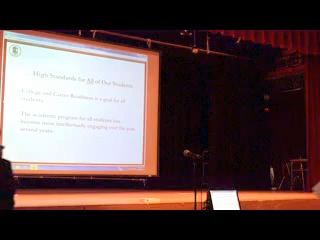 High Standards for All of Our Students
College and Career Readiness is a goal for all
students.
The academic program for all students has
become more intellectually engaging over the past
several years.